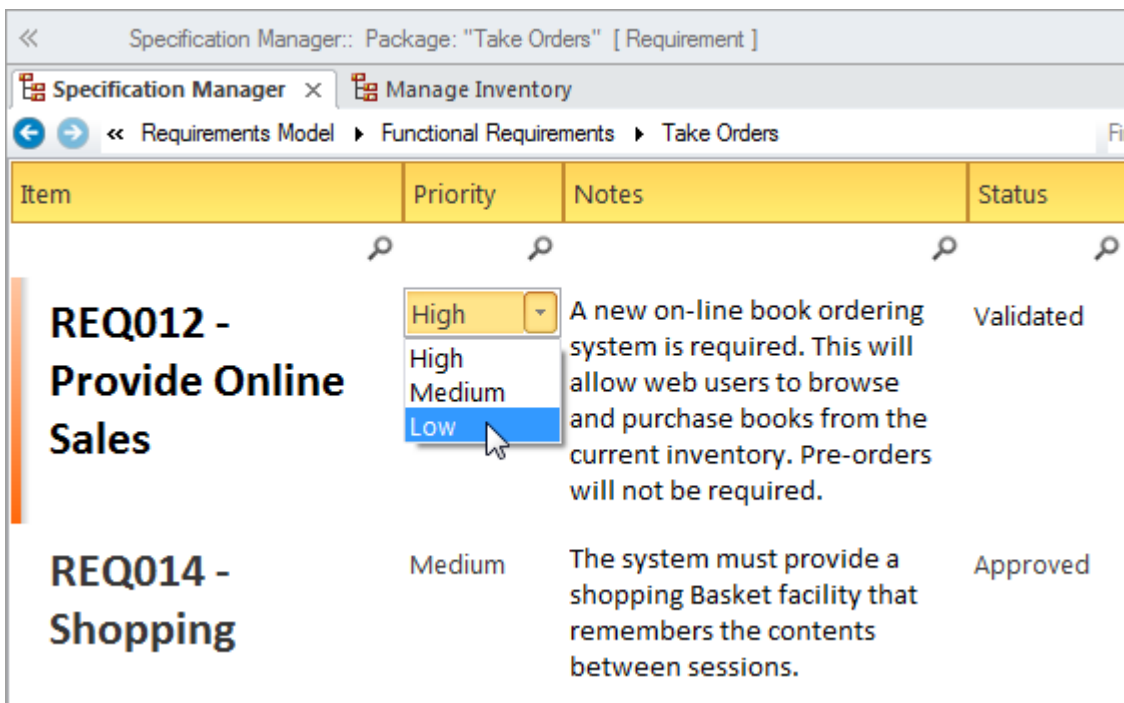 Specification Manager:: Package: "Take Orders" [ Requirement ]
Specification Manager × Manage Inventory
Requirements Model Functional Requirements Take Orders
Item Priority Notes Status
REQ012 -
Provide Online
Sales
High
High
Medium
Low
A new on-line book ordering
system is required. This will
allow web users to browse
and purchase books from the
current inventory. Pre-orders
will not be required.
Validated
REQ014 -
Shopping
Medium
The system must provide a
shopping Basket facility that
remembers the contents
between sessions.
Approved